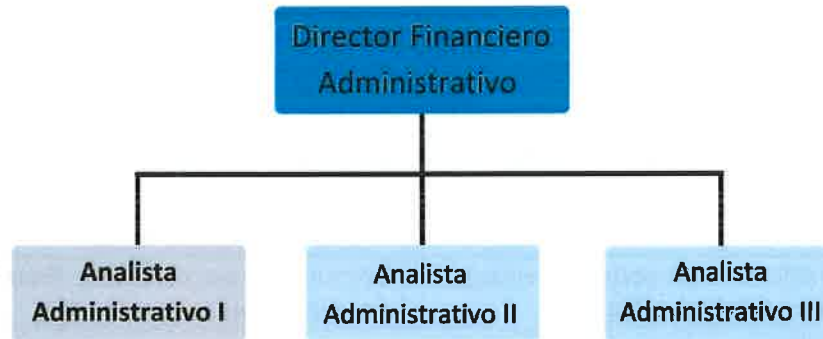 Director Financiero
Administrativo
Analista
Administrativo I
Analista
Administrativo II
Analista
Administrativo III